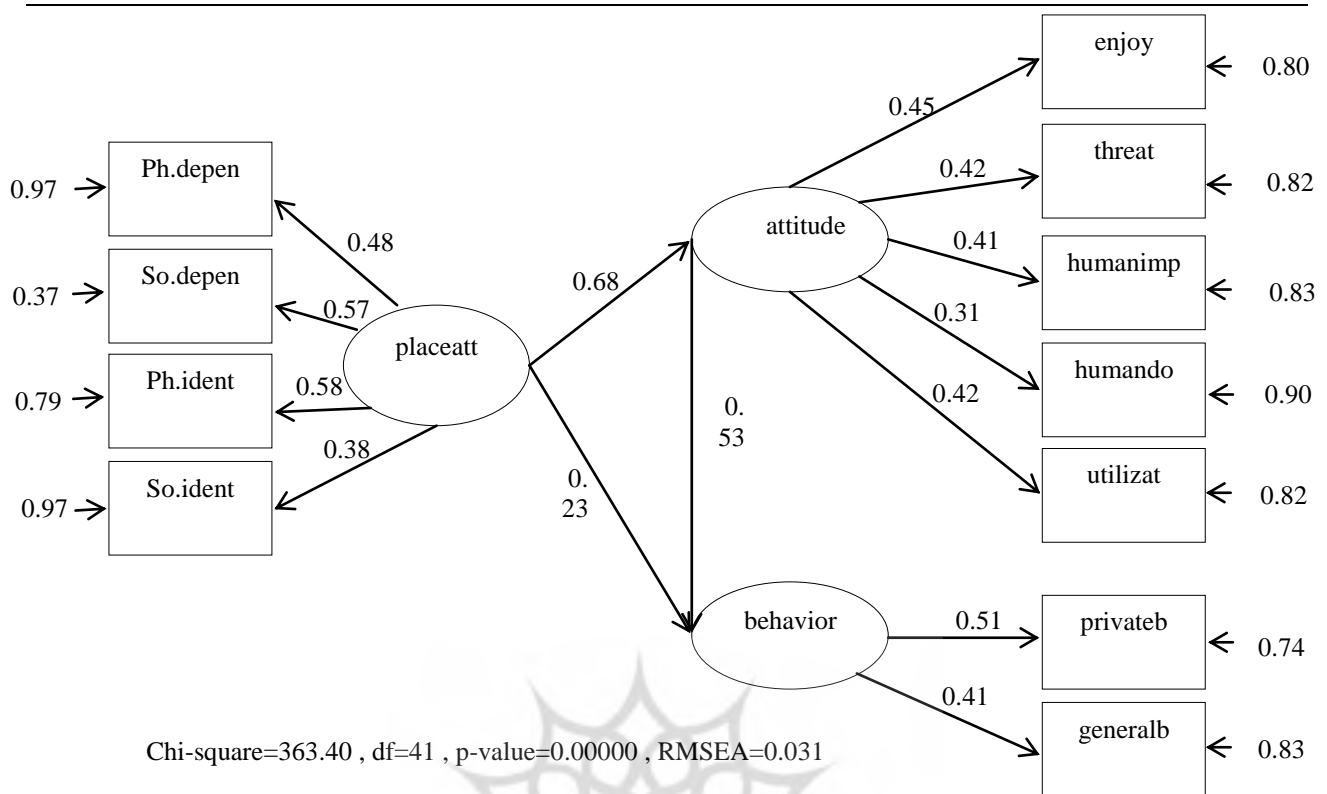 enjoy
0.80
0.45
threat
0.42
0.82
Ph.depen
0.97
0.48
attitude
humanimp
0.41
0.83
So.depen
0.37
0.57
0.68
0.31
placeatt
humando
0.90
Ph.ident
0.79
0.58
0.42
0.
53
0.38
utilizat
0.82
So.ident
0.97
0.
23
behavior
0.51
privateb
0.74
0.41
generalb
0.83
Chi-square=363.40 , df=41 , p-value=0.00000 , RMSEA=0.031